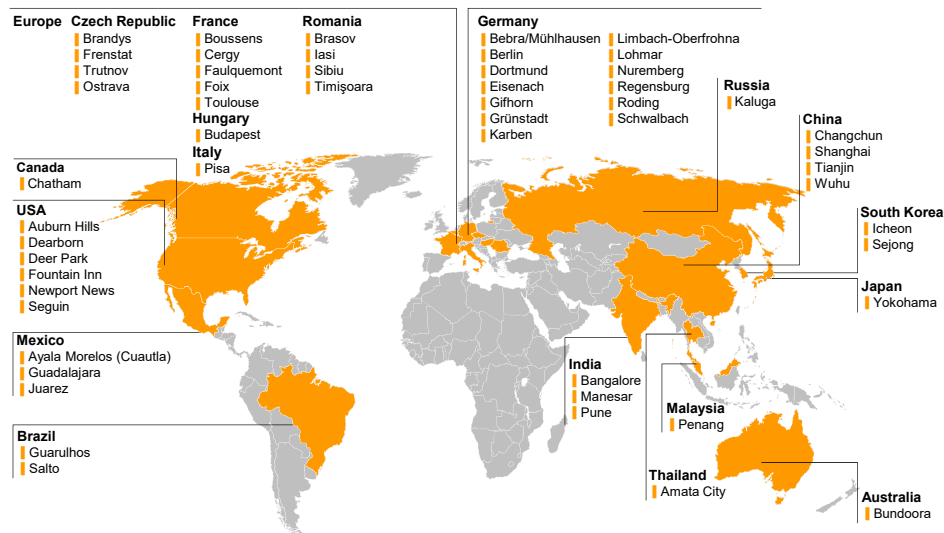 Europe
Czech Republic
Brandys
Frenstat
Trutnov
Ostrava
France
Boussens
Cergy
Faulquemont
Foix
Toulouse
Hungary
Budapest
Italy
Pisa
Romania
Brasov
Iasi
Sibiu
Timişoara
Germany
Bebra/Mühlhausen
Berlin
Dortmund
Eisenach
Gifhorn
Grünstadt
Karben
Limbach-Oberfrohna
Lohmar
Nuremberg
Regensburg
Roding
Schwalbach
Russia
Kaluga
China
Changchun
Shanghai
Tianjin
Wuhu
Canada
Chatham
USA
Auburn Hills
Dearborn
Deer Park
Fountain Inn
Newport News
Seguin
South Korea
Icheon
Sejong
Japan
Yokohama
Mexico
Ayala Morelos (Cuautla)
Guadalajara
Juarez
India
Bangalore
Manesar
Pune
Malaysia
Penang
Brazil
Guarulhos
Salto
Thailand
Amata City
Australia
Bundoora